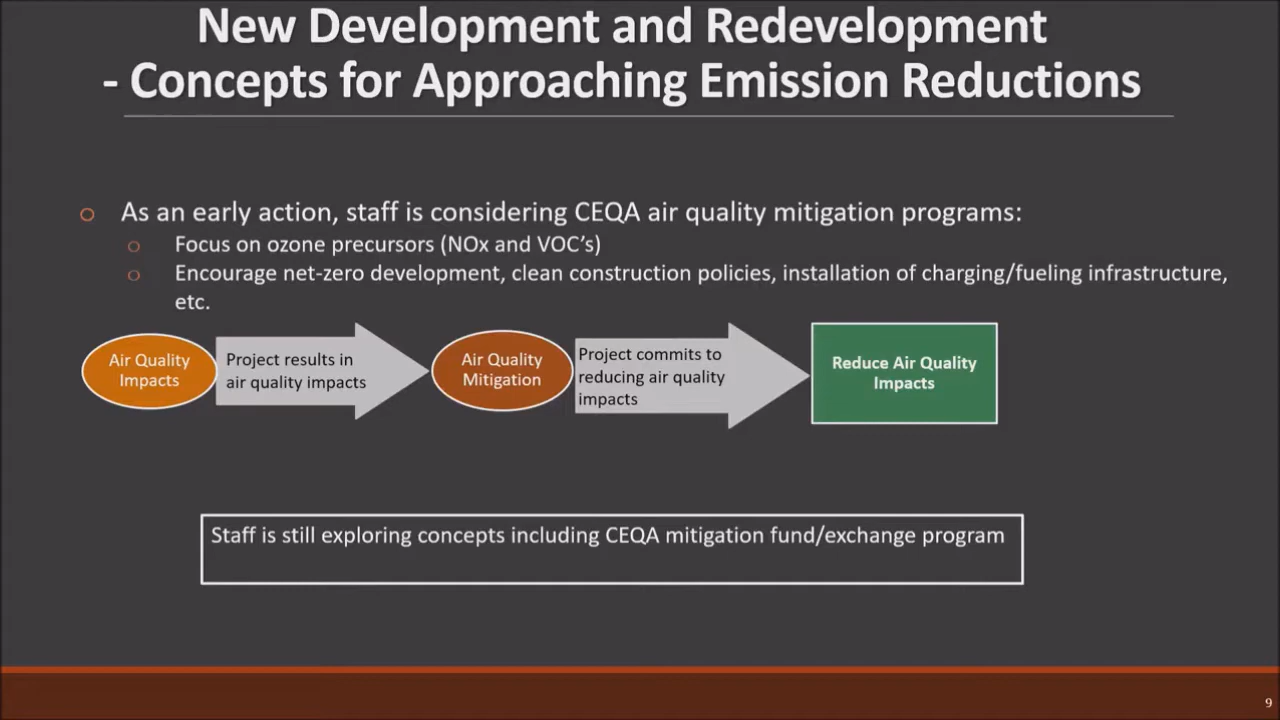 New Development and Redevelopment
- Concepts for Approaching Emission Reductions
o As an early action, staff is considering CEQA air quality mitigation programs:
o Focus on ozone precursors (NOx and VOC's)
o Encourage net-zero development, clean construction policies, installation of charging/fueling infrastructure,
etc.
Air Quality
Impacts
Project results in
air quality impacts
Air Quality
Mitigation
Project commits to
reducing air quality
impacts
Reduce Air Quality
Impacts
Staff is still exploring concepts including CEQA mitigation fund/exchange program
9